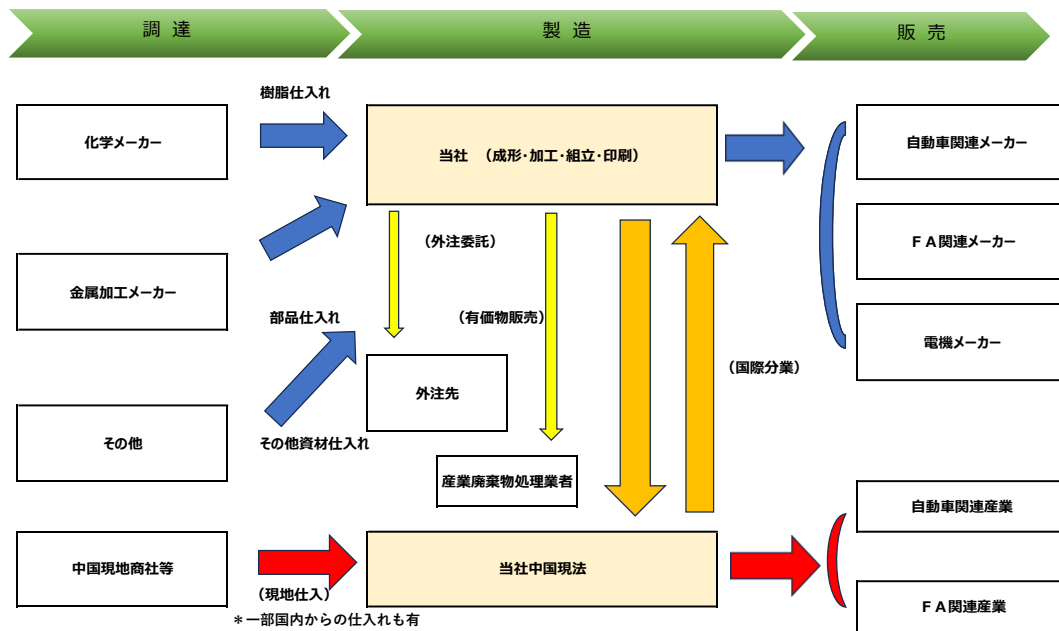 調 達
製 造
販 売
樹脂仕入れ
化学メーカー
当社 （成形・加工・組立・印刷）
自動車関連メーカー
（外注委託）
ＦＡ関連メーカー
金属加工メーカー
部品仕入れ
（有価物販売）
電機メーカー
（国際分業）
外注先
その他
その他資材仕入れ
産業廃棄物処理業者
自動車関連産業
中国現地商社等
当社中国現法
（現地仕入）
ＦＡ関連産業
＊一部国内からの仕入れも有